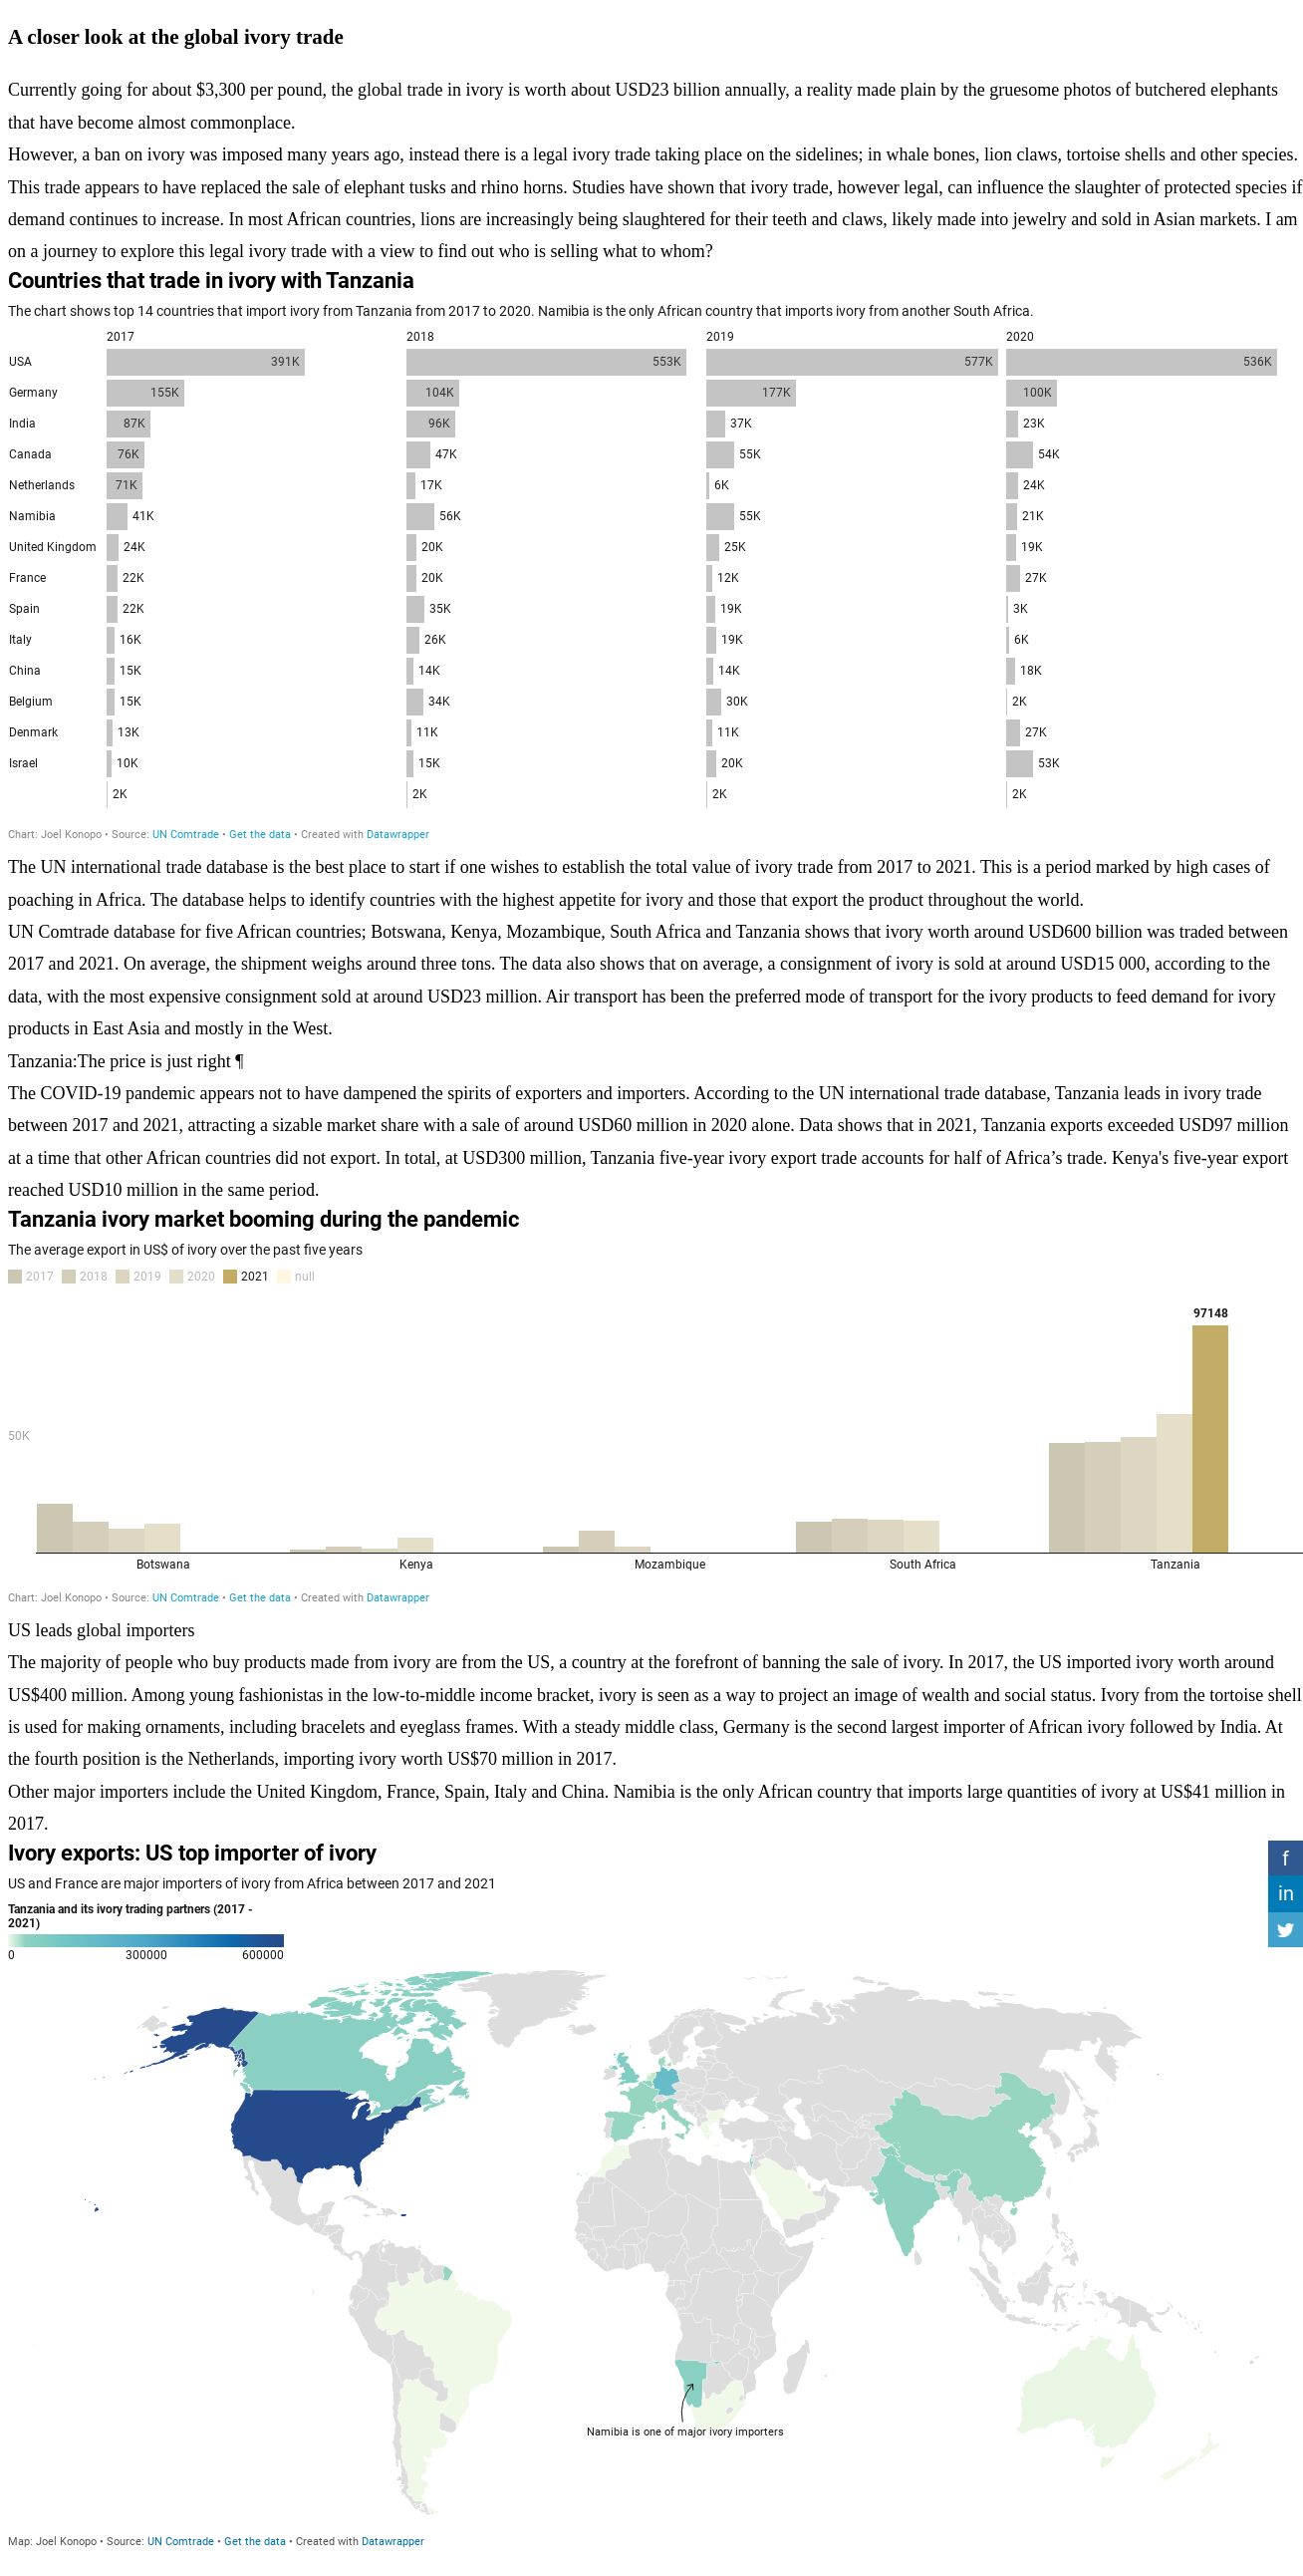 A closer look at the global ivory trade
Currently going for about $3,300 per pound, the global trade in ivory is worth about USD23 billion annually, a reality made plain by the gruesome photos of butchered elephants
that have become almost commonplace.
However, a ban on ivory was imposed many years ago, instead there is a legal ivory trade taking place on the sidelines; in whale bones, lion claws, tortoise shells and other species.
This trade appears to have replaced the sale of elephant tusks and rhino horns. Studies have shown that ivory trade, however legal, can influence the slaughter of protected species if
demand continues to increase. In most African countries, lions are increasingly being slaughtered for their teeth and claws, likely made into jewelry and sold in Asian markets. I am
on a journey to explore this legal ivory trade with a view to find out who is selling what to whom?
Countries that trade in ivory with Tanzania
The chart shows top 14 countries that import ivory from Tanzania from 2017 to 2020. Namibia is the only African country that imports ivory from another South Africa.
2017 2018 2019 2020
USA 391K 553K 577K 536K
Germany 155K 104K 177K 100K
India 87K 96K 37K 23K
Canada 76K 47K 55K 54K
Netherlands 71K 17K 6K 24K
Namibia 41K 56K 55K 21K
United Kingdom 24K 20K 25K 19K
France 22K 20K 12K 27K
Spain 22K 35K 19K 3K
Italy 16K 26K 19K 6K
China 15K 14K 14K 18K
Belgium 15K 34K 30K 2K
Denmark 13K 11K 11K 27K
Israel 10K 15K 20K 53K
2K 2K 2K 2K
Chart: Joel Konopo • Source: UN Comtrade • Get the data • Created with Datawrapper
The UN international trade database is the best place to start if one wishes to establish the total value of ivory trade from 2017 to 2021. This is a period marked by high cases of
poaching in Africa. The database helps to identify countries with the highest appetite for ivory and those that export the product throughout the world.
UN Comtrade database for five African countries; Botswana, Kenya, Mozambique, South Africa and Tanzania shows that ivory worth around USD600 billion was traded between
2017 and 2021. On average, the shipment weighs around three tons. The data also shows that on average, a consignment of ivory is sold at around USD15 000, according to the
data, with the most expensive consignment sold at around USD23 million. Air transport has been the preferred mode of transport for the ivory products to feed demand for ivory
products in East Asia and mostly in the West.
Tanzania:The price is just right ¶
The COVID-19 pandemic appears not to have dampened the spirits of exporters and importers. According to the UN international trade database, Tanzania leads in ivory trade
between 2017 and 2021, attracting a sizable market share with a sale of around USD60 million in 2020 alone. Data shows that in 2021, Tanzania exports exceeded USD97 million
at a time that other African countries did not export. In total, at USD300 million, Tanzania five-year ivory export trade accounts for half of Africa’s trade. Kenya's five-year export
reached USD10 million in the same period.
Tanzania ivory market booming during the pandemic
The average export in US$ of ivory over the past five years
2017 2018 2019 2020 2021 null
97148
50K
Botswana Kenya Mozambique South Africa Tanzania
Chart: Joel Konopo • Source: UN Comtrade • Get the data • Created with Datawrapper
US leads global importers
The majority of people who buy products made from ivory are from the US, a country at the forefront of banning the sale of ivory. In 2017, the US imported ivory worth around
US$400 million. Among young fashionistas in the low-to-middle income bracket, ivory is seen as a way to project an image of wealth and social status. Ivory from the tortoise shell
is used for making ornaments, including bracelets and eyeglass frames. With a steady middle class, Germany is the second largest importer of African ivory followed by India. At
the fourth position is the Netherlands, importing ivory worth US$70 million in 2017.
Other major importers include the United Kingdom, France, Spain, Italy and China. Namibia is the only African country that imports large quantities of ivory at US$41 million in
2017.
Ivory exports: US top importer of ivory
f
US and France are major importers of ivory from Africa between 2017 and 2021
in
Tanzania and its ivory trading partners (2017 -
2021)
0 300000 600000
Namibia is one of major ivory importers
Map: Joel Konopo • Source: UN Comtrade • Get the data • Created with Datawrapper